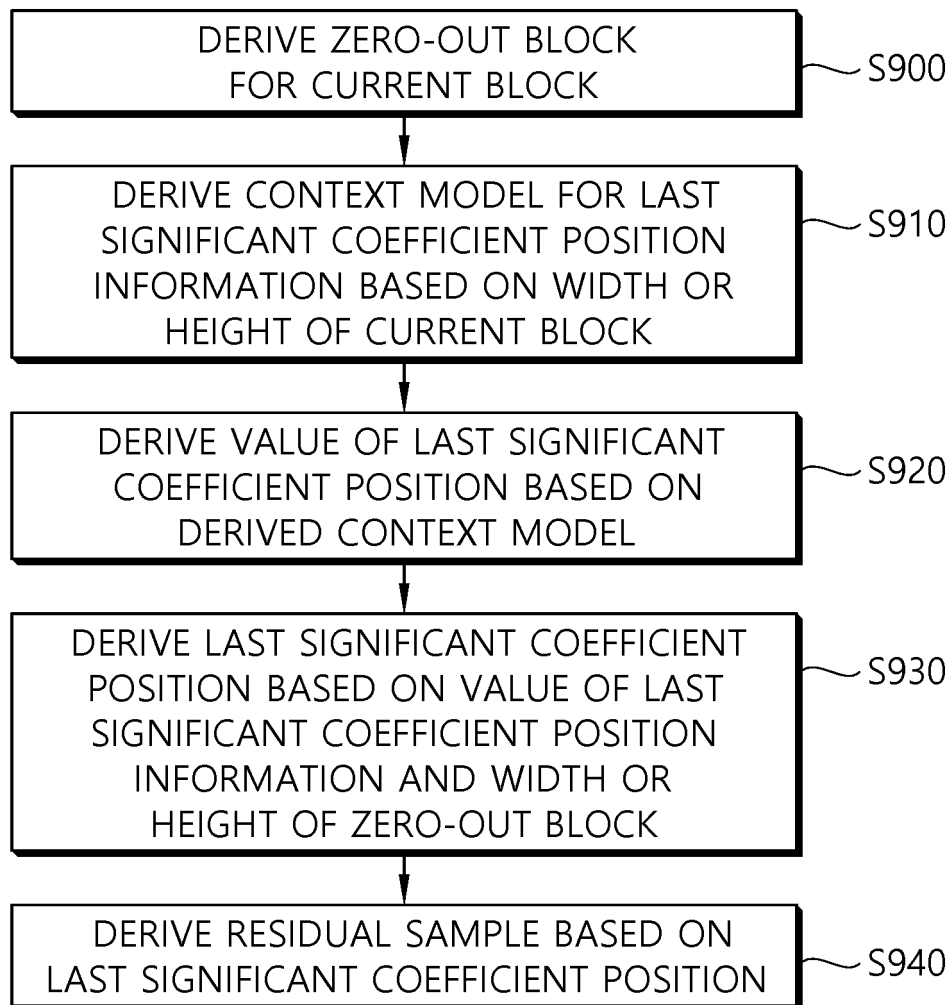 DERIVE ZERO-OUT BLOCK
FOR CURRENT BLOCK
S900
DERIVE CONTEXT MODEL FOR LAST
SIGNIFICANT COEFFICIENT POSITION
INFORMATION BASED ON WIDTH OR
HEIGHT OF CURRENT BLOCK
S910
DERIVE VALUE OF LAST SIGNIFICANT
COEFFICIENT POSITION BASED ON
DERIVED CONTEXT MODEL
S920
DERIVE LAST SIGNIFICANT COEFFICIENT
POSITION BASED ON VALUE OF LAST
SIGNIFICANT COEFFICIENT POSITION
INFORMATION AND WIDTH OR
HEIGHT OF ZERO-OUT BLOCK
S930
DERIVE RESIDUAL SAMPLE BASED ON
LAST SIGNIFICANT COEFFICIENT POSITION
S940